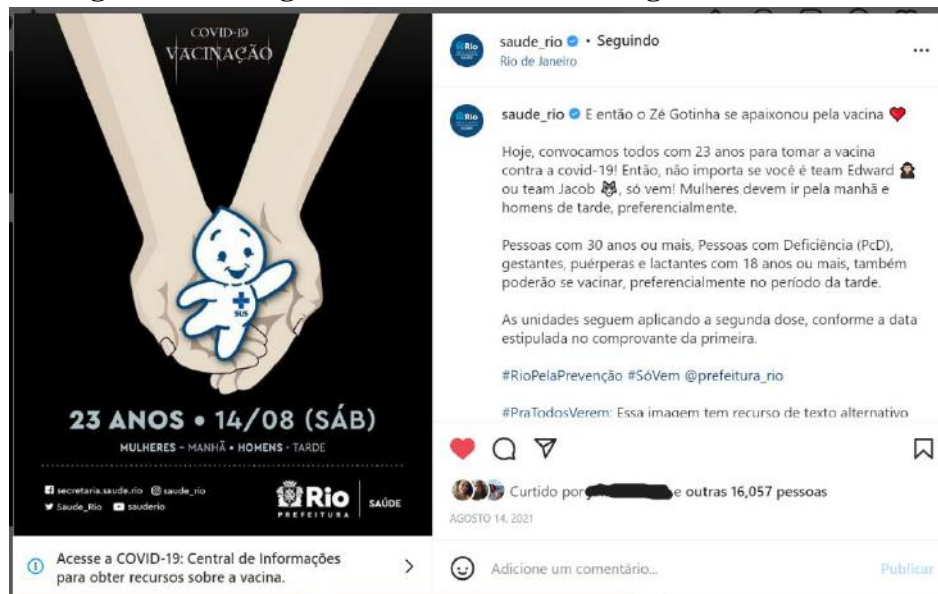 COVID-19
VACINAÇÃO
SUS
23 ANOS • 14/08 (SÁB)
MULHERES - MANHÃ • HOMENS - TARDE
secretaria.saude.rio saude_rio
Saude_Rio sauderio
Rio
PREFEITURA
SAÚDE
Acesse a COVID-19: Central de Informações
para obter recursos sobre a vacina.
Rio
saude_rio • Seguindo
Rio de Janeiro
Rio
saude_rio E então o Zé Gotinha se apaixonou pela vacina ❤️
Hoje, convocamos todos com 23 anos para tomar a vacina
contra a covid-19! Então, não importa se você é team Edward
ou team Jacob 🐺, só vem! Mulheres devem ir pela manhã e
homens de tarde, preferencialmente.
Pessoas com 30 anos ou mais, Pessoas com Deficiência (PcD),
gestantes, puérperas e lactantes com 18 anos ou mais, também
poderão se vacinar, preferencialmente no período da tarde.
As unidades seguem aplicando a segunda dose, conforme a data
estipulada no comprovante da primeira.
#RioPelaPrevenção #SóVem @prefeitura_rio
#PraTodosVerem: Essa imagem tem recurso de texto alternativo
Curtido por e outras 16,057 pessoas
AGOSTO 14, 2021
Adicione um comentário...
Publicar